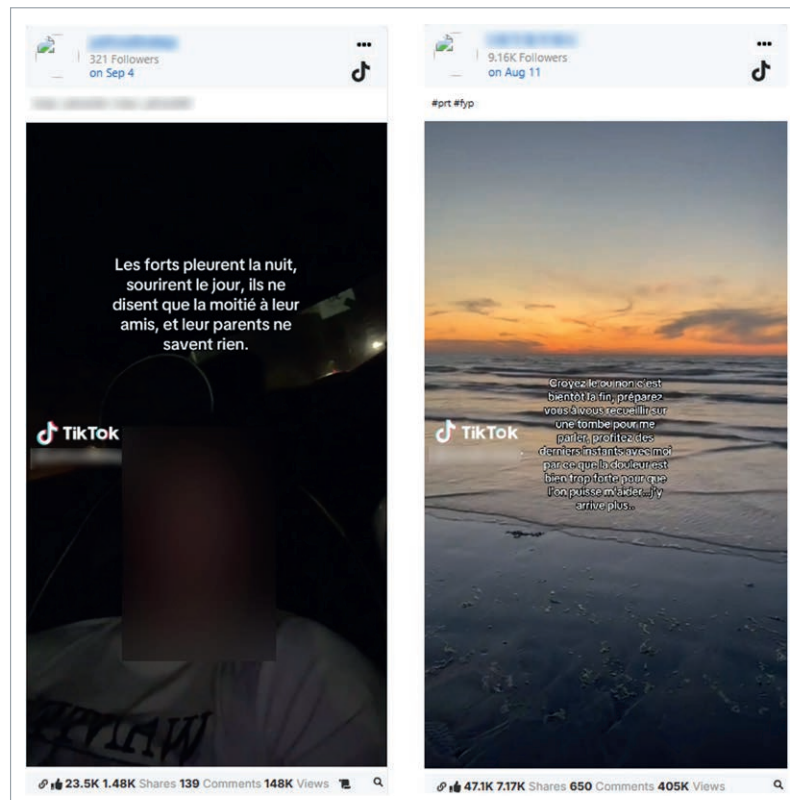 321 Followers
on Sep 4
Les forts pleurent la nuit,
sourirent le jour, ils ne
disent que la moitié à leur
amis, et leur parents ne
savent rien.
TikTok
23.5K 1.48K Shares 139 Comments 148K Views
9.16K Followers
on Aug 11
#prt #fyp
Croyez le ou non c'est
bientôt la fin, préparez
vous à vous recueillir sur
une tombe pour me
parler, profitez des
derniers instants avec moi
par ce que la douleur est
bien trop forte pour que
l'on puisse m'aider...j'y
arrive plus..
TikTok
47.1K 7.17K Shares 650 Comments 405K Views